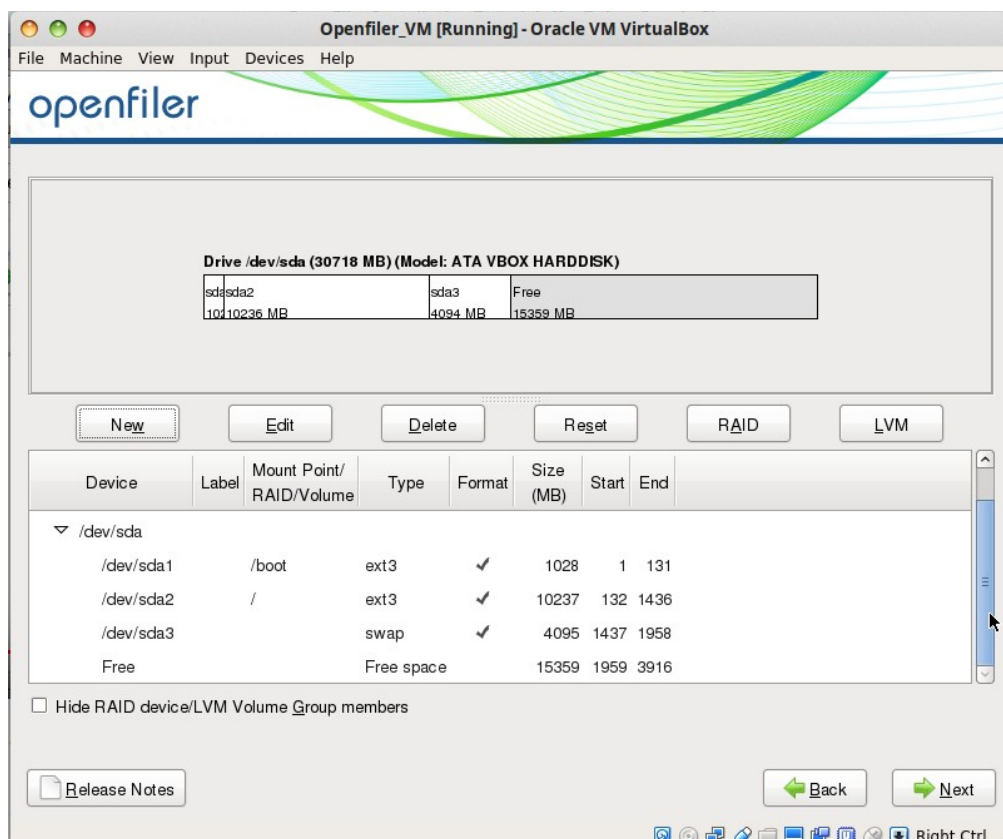 Openfiler_VM [Running] - Oracle VM VirtualBox
File Machine View Input Devices Help
openfiler
Drive /dev/sda (30718 MB) (Model: ATA VBOX HARDDISK)
sda2 sda3 Free
10236 MB 4094 MB 15359 MB
New Edit Delete Reset RAID LVM
Device Label Mount Point/ RAID/Volume Type Format Size (MB) Start End
/dev/sda
/dev/sda1 /boot ext3 1028 1 131
/dev/sda2 / ext3 10237 132 1436
/dev/sda3 swap 4095 1437 1958
Free Free space 15359 1959 3916
Hide RAID device/LVM Volume Group members
Release Notes Back Next
Right Ctrl